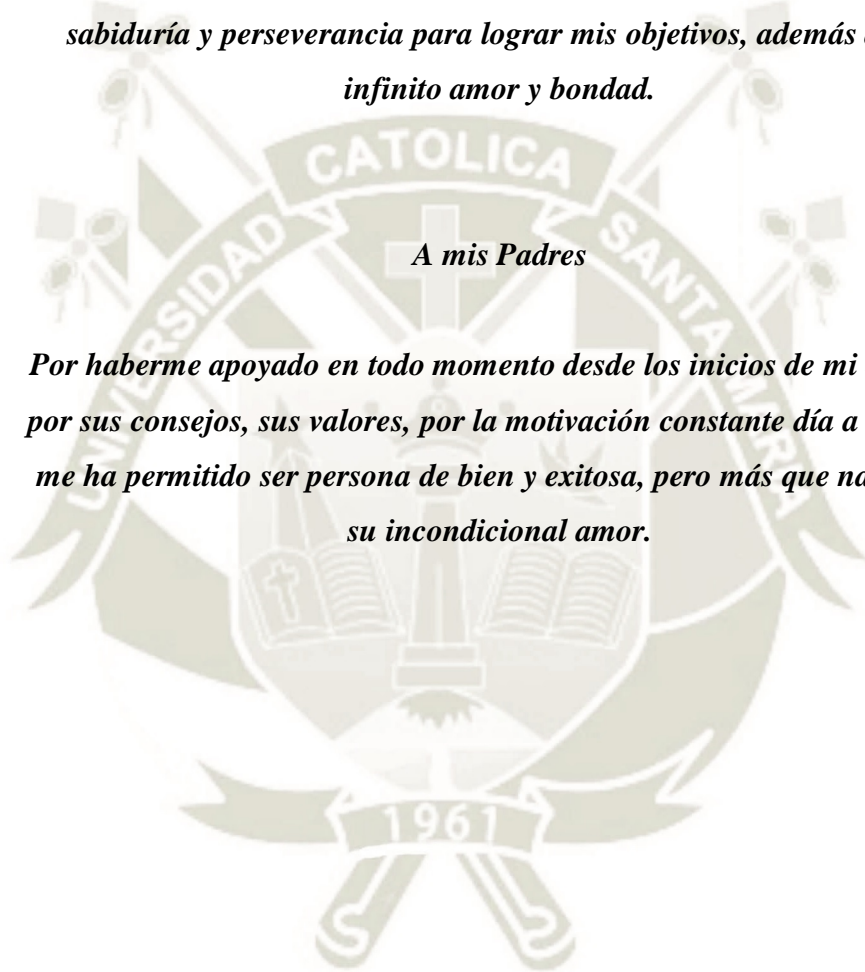 sabiduría y perseverancia para lograr mis objetivos, además
infinito amor y bondad.
CATOLICA
UNIVERSIDAD
SANTA MARIA
A mis Padres
Por haberme apoyado en todo momento desde los inicios de mi
por sus consejos, sus valores, por la motivación constante día a
me ha permitido ser persona de bien y exitosa, pero más que
su incondicional amor.
1961